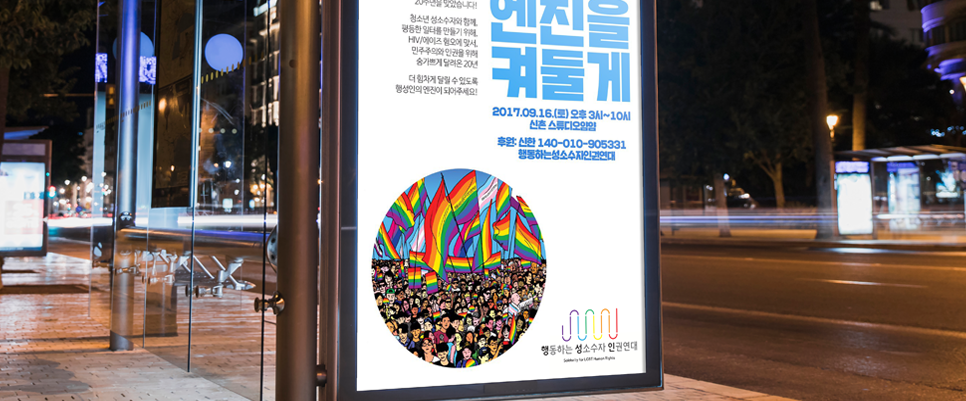 20주년을 맞았습니다!
청소년 성소수자와 함께,
평등한 일터를 만들기 위해,
HIV/에이즈 혐오에 맞서,
민주주의와 인권을 위해
숨가쁘게 달려온 20년
더 힘차게 달릴 수 있도록
행성인의 엔진이 되어주세요!
엔진을
켜둘게
2017.09.16.(토) 오후 3시~10시
신촌 스튜디오암암
후원: 신한 140-010-905331
행동하는성소수자인권연대
행동하는 성소수자 인권연대
Solidarity for LGBT Human Rights